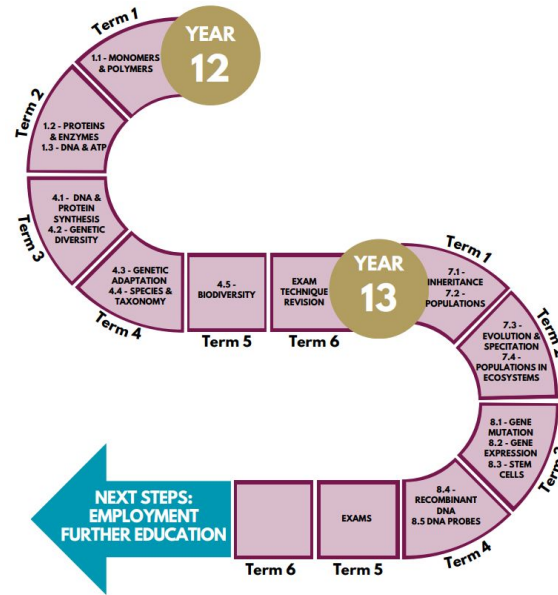 YEAR
12
Term 1
1.1 - MONOMERS
& POLYMERS
Term 2
1.2 - PROTEINS
& ENZYMES
1.3 - DNA & ATP
Term 3
4.1 - DNA &
PROTEIN
SYNTHESIS
4.2 - GENETIC
DIVERSITY
Term 4
4.3 - GENETIC
ADAPTATION
4.4 - SPECIES &
TAXONOMY
4.5 -
BIODIVERSITY
Term 5
EXAM
TECHNIQUE
REVISION
Term 6
YEAR
13
Term 1
7.1 -
INHERITANCE
7.2 -
POPULATIONS
Term 2
7.3 -
EVOLUTION &
SPECITATION
7.4 -
POPULATIONS IN
ECOSYSTEMS
8.1 - GENE
MUTATION
8.2 - GENE
EXPRESSION
8.3 - STEM
CELLS
Term 3
8.4 -
RECOMBINANT
DNA
8.5 DNA PROBES
Term 4
EXAMS
Term 5
Term 6
NEXT STEPS:
EMPLOYMENT
FURTHER EDUCATION